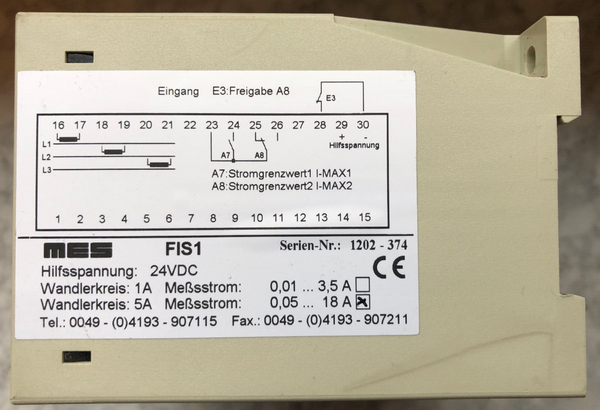 Eingang E3:Freigabe A8
E3
16 17 18 19 20 21 22 23 24 25 26 27 28 29 30
+ -
Hilfsspannung
L1
L2
L3
A7 A8
A7:Stromgrenzwert1 I-MAX1
A8:Stromgrenzwert2 I-MAX2
1 2 3 4 5 6 7 8 9 10 11 12 13 14 15
MES FIS1 Serien-Nr.: 1202 - 374
Hilfsspannung: 24VDC CE
Wandlerkreis: 1A Meßsstrom: 0,01 ... 3,5 A
Wandlerkreis: 5A Meßsstrom: 0,05 ... 18 A
Tel.: 0049 - (0)4193 - 907115 Fax.: 0049 - (0)4193 - 907211